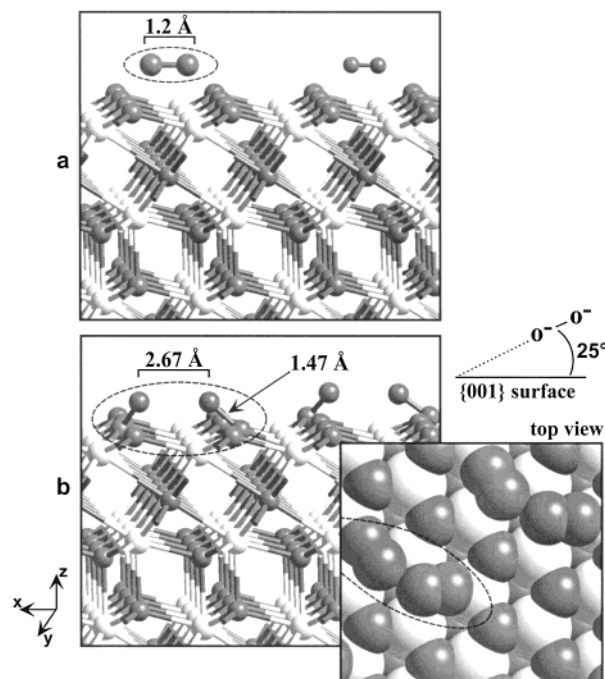 1.2 Å
a
2.67 Å
1.47 Å
b
z
x
y
O⁻ O⁻
25°
{001} surface
top view